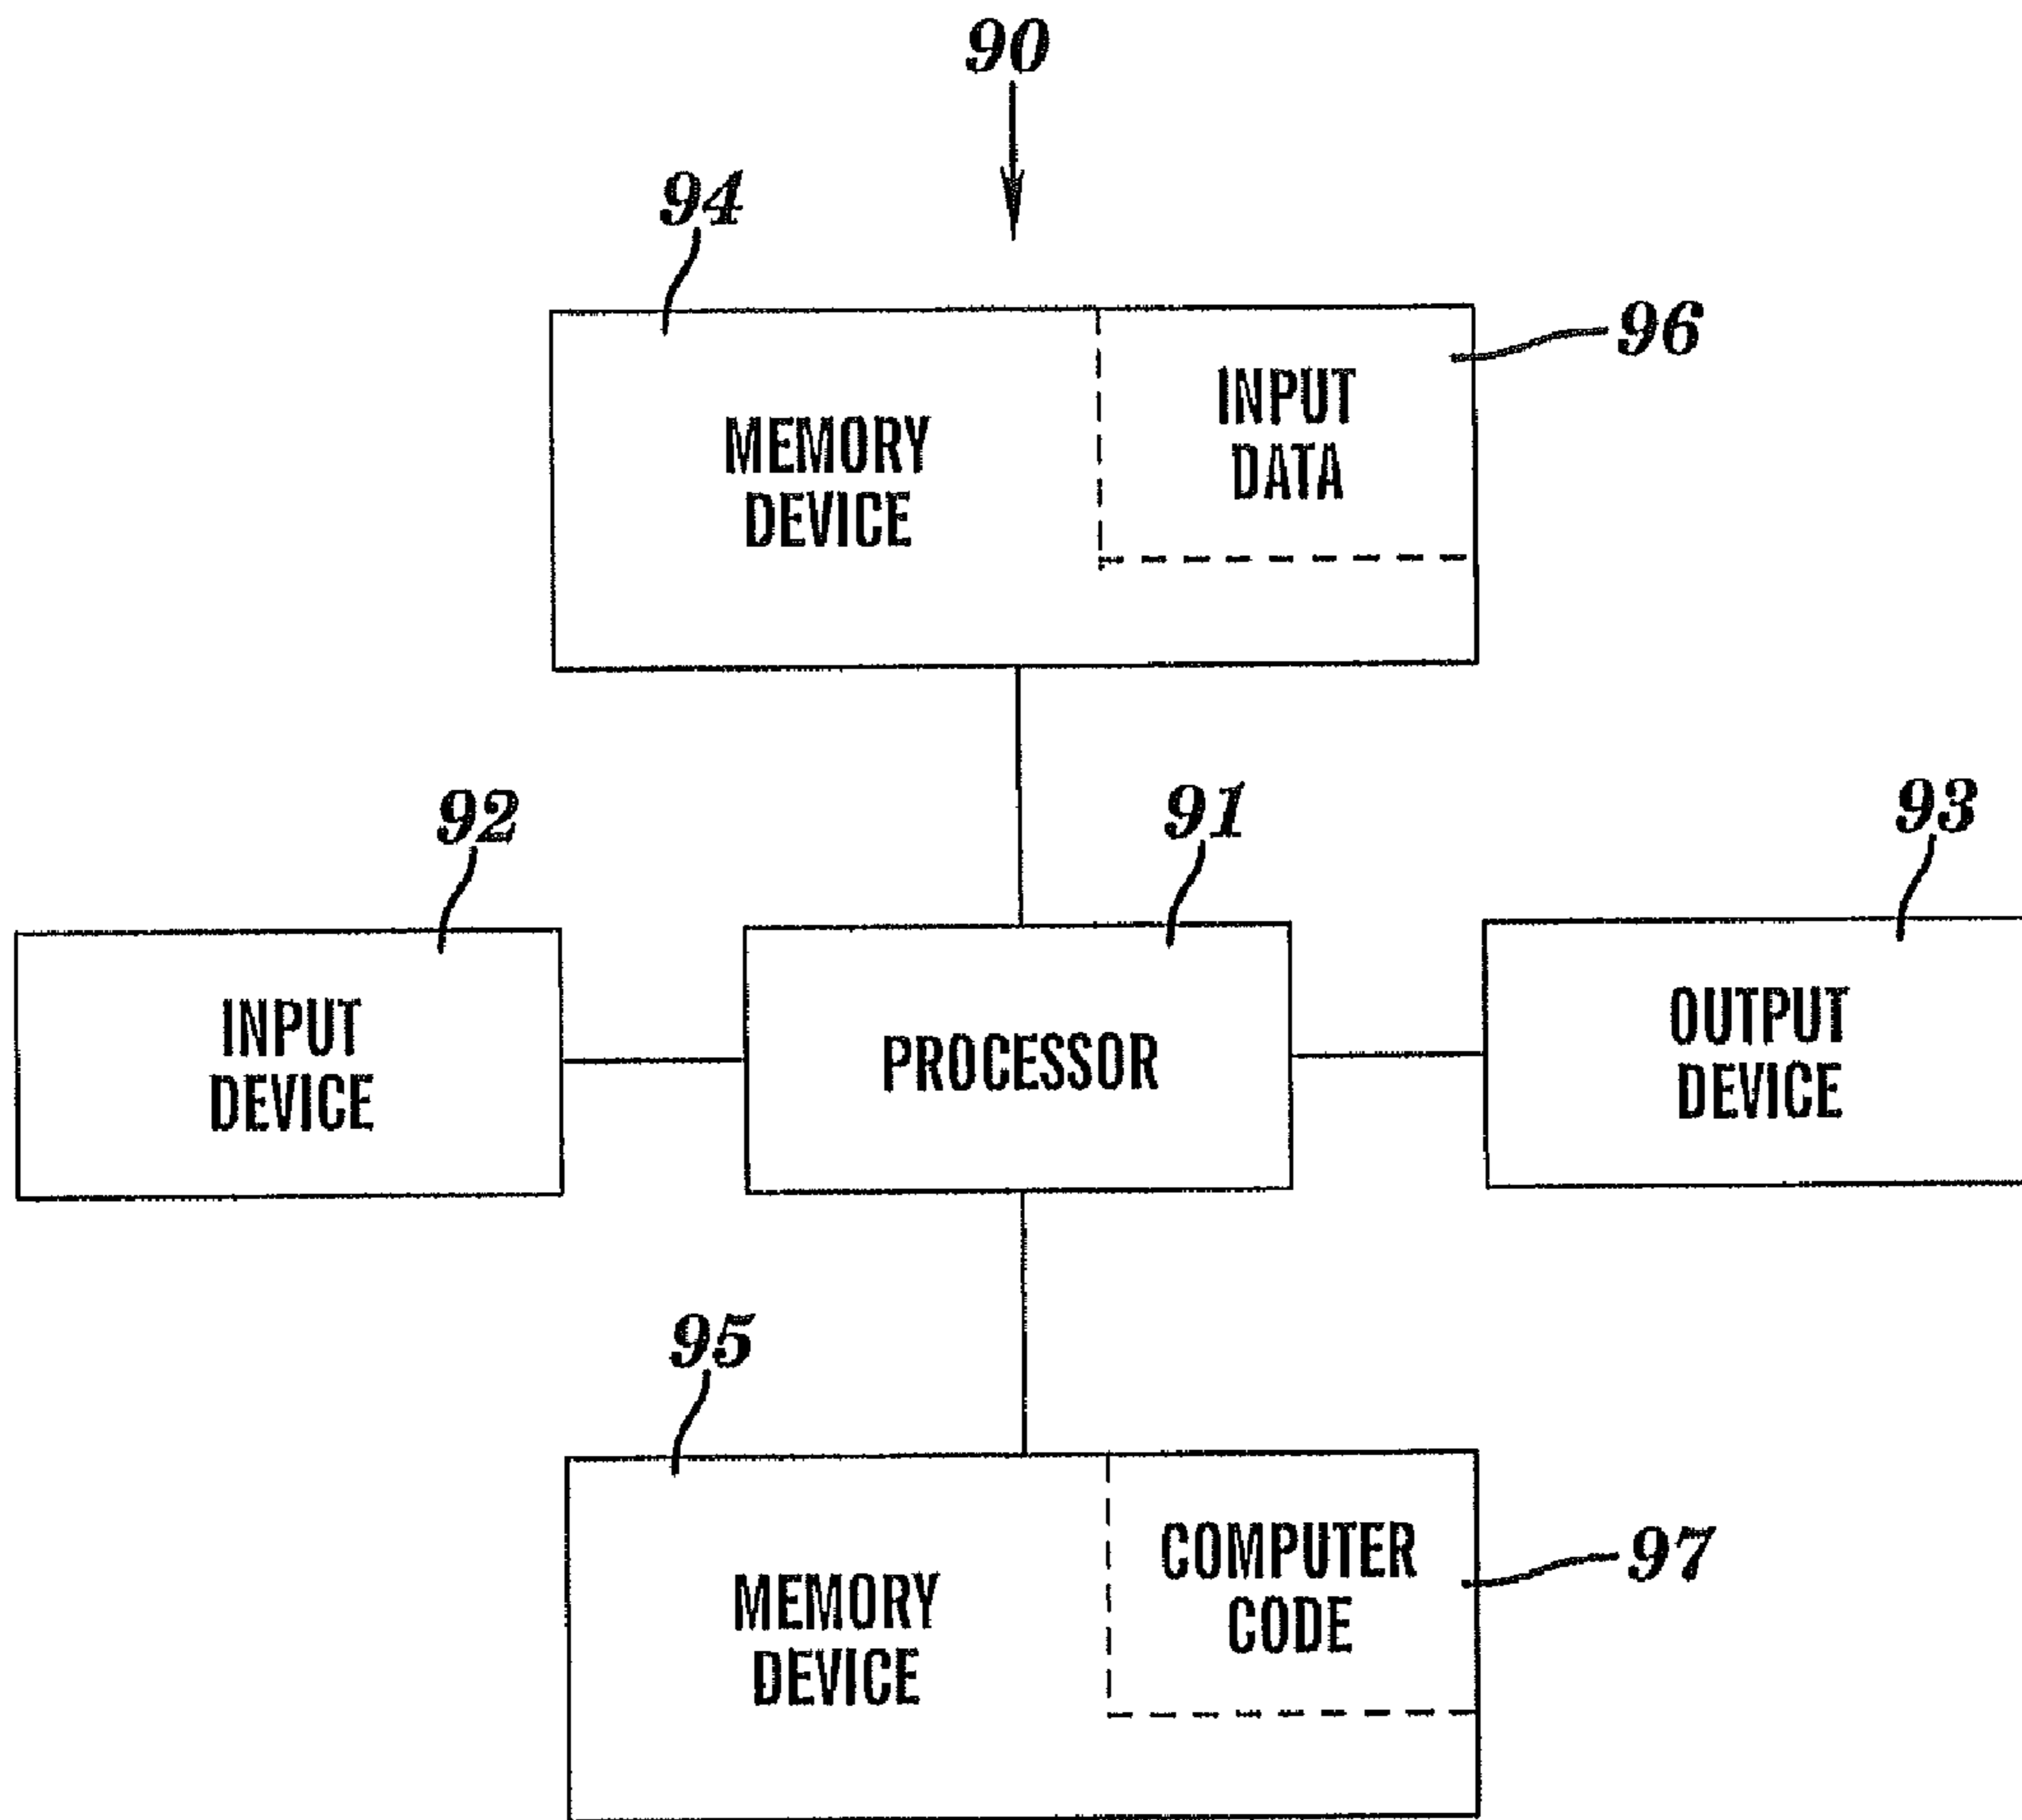 90
94
96
MEMORY
DEVICE
INPUT
DATA
92
91
93
INPUT
DEVICE
PROCESSOR
OUTPUT
DEVICE
95
97
MEMORY
DEVICE
COMPUTER
CODE